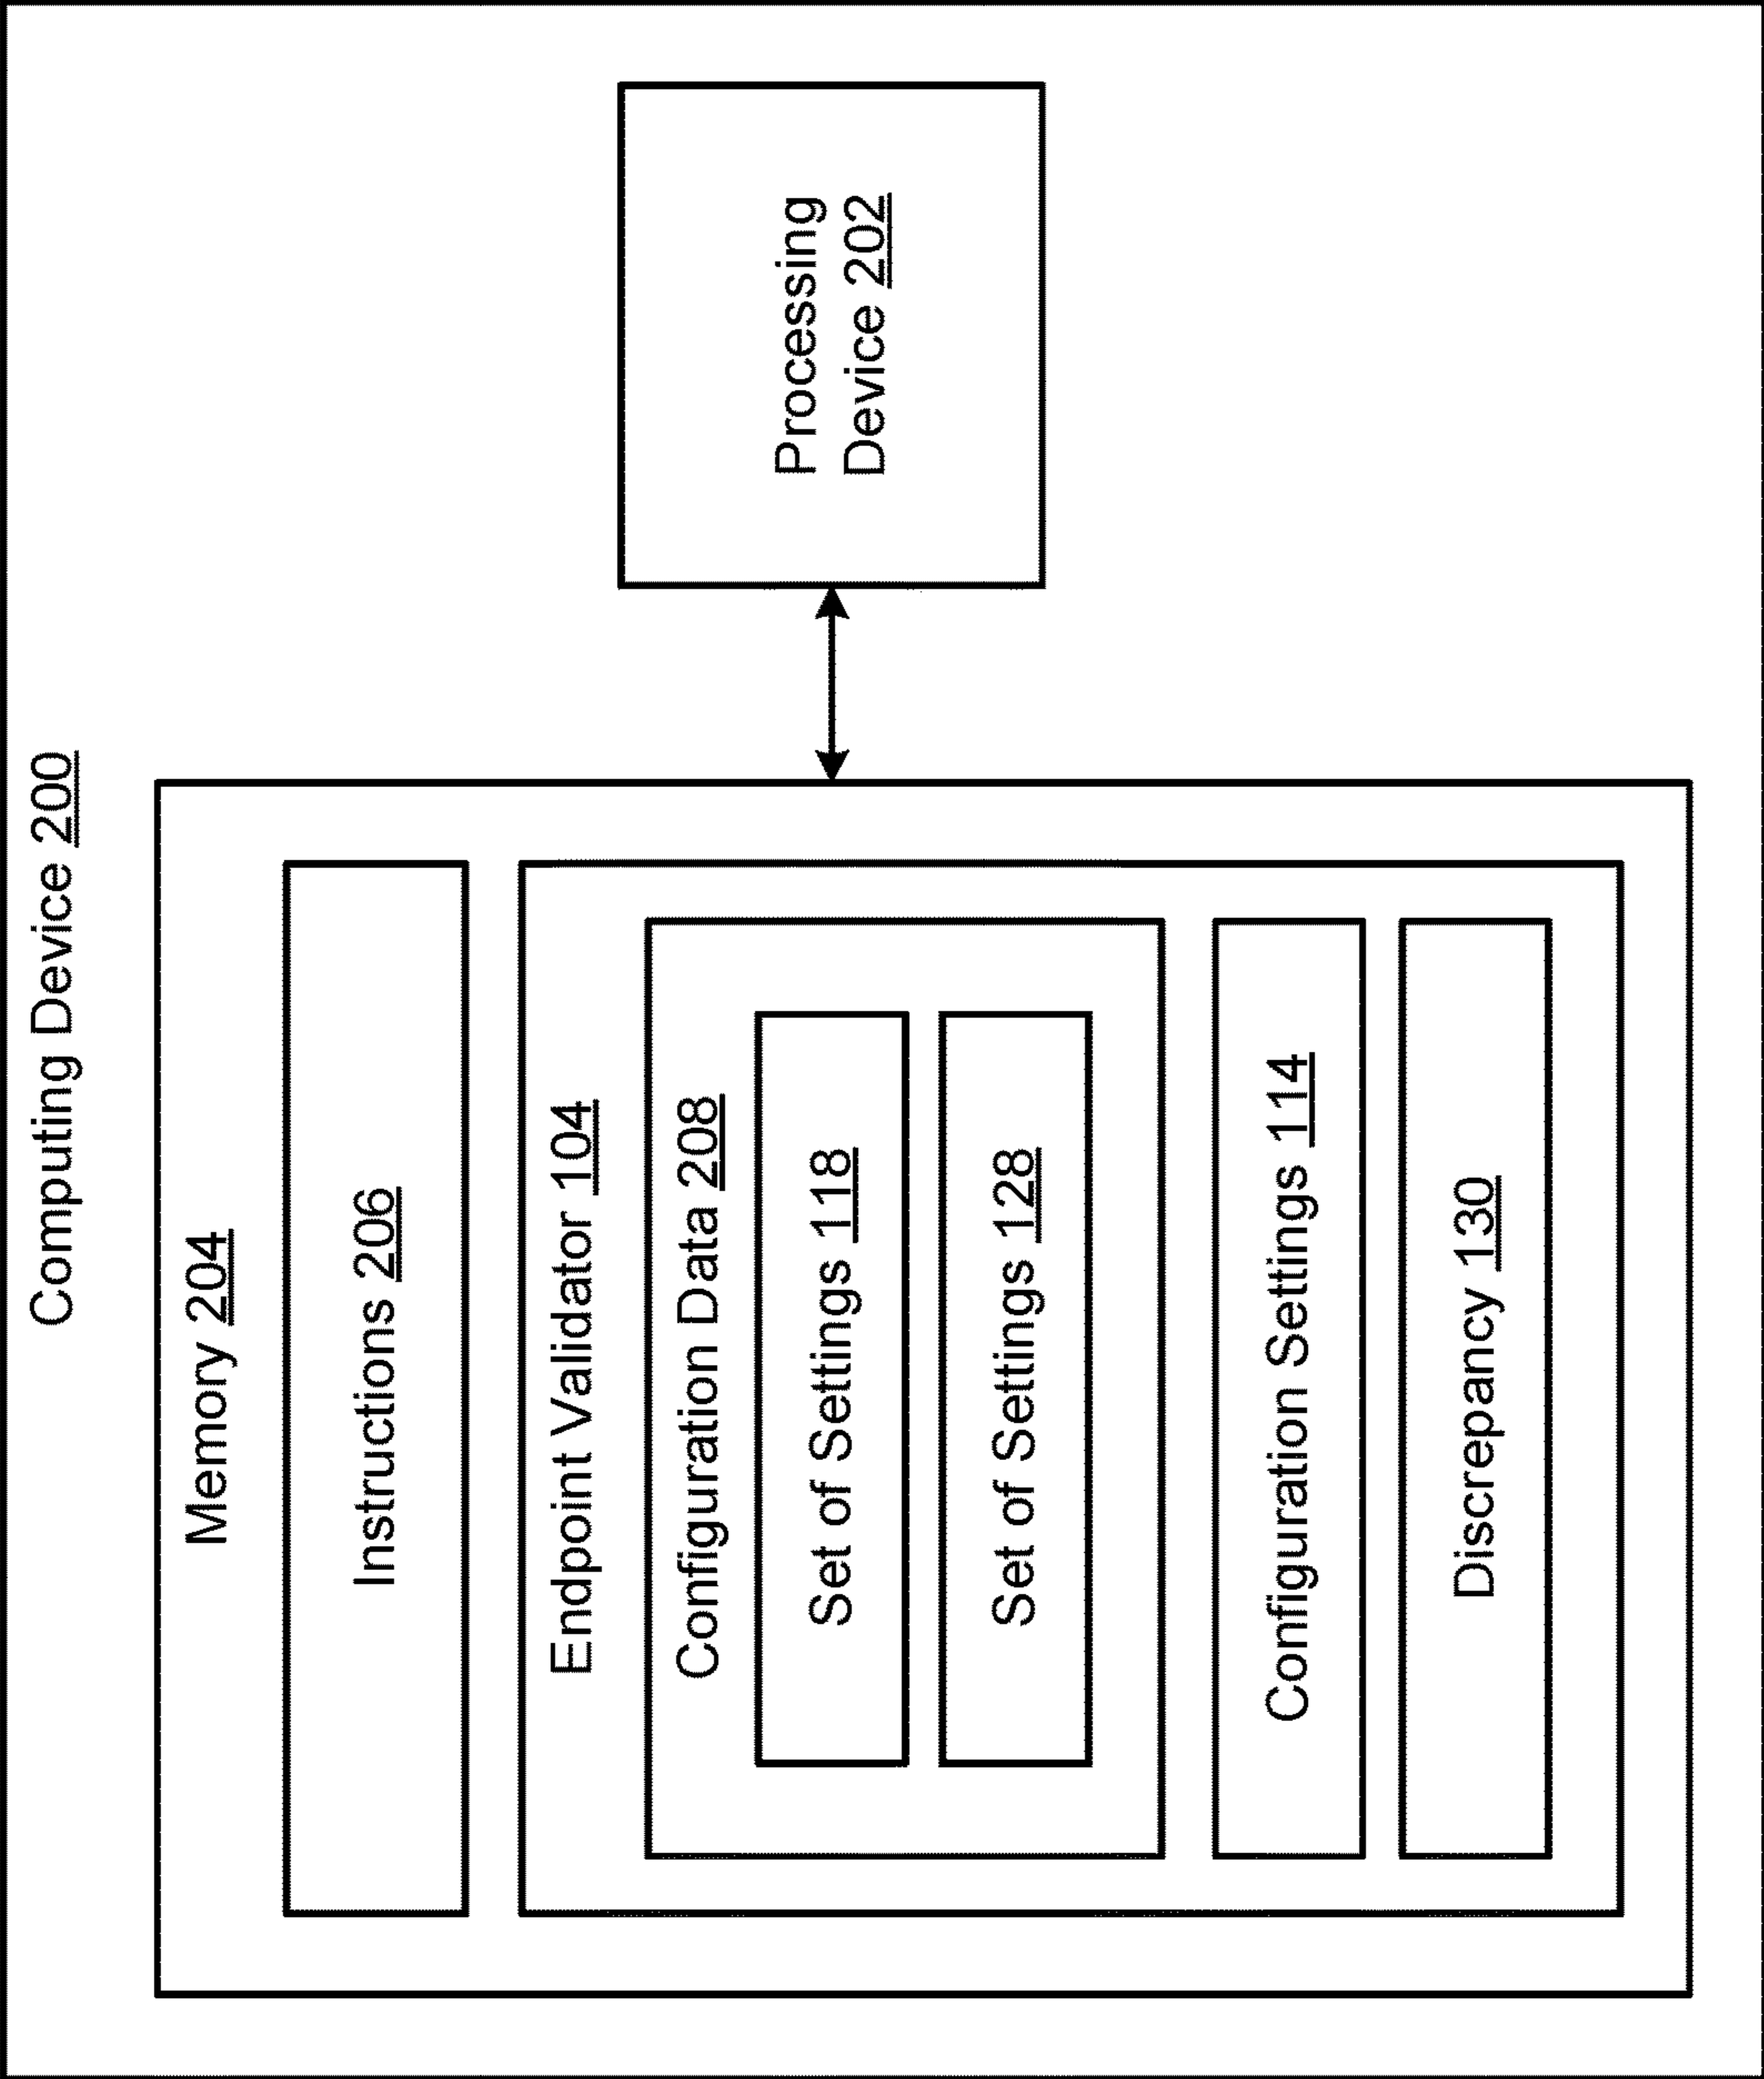 Computing Device 200
Memory 204
Instructions 206
Endpoint Validator 104
Configuration Data 208
Set of Settings 118
Set of Settings 128
Configuration Settings 114
Discrepancy 130
Processing
Device 202